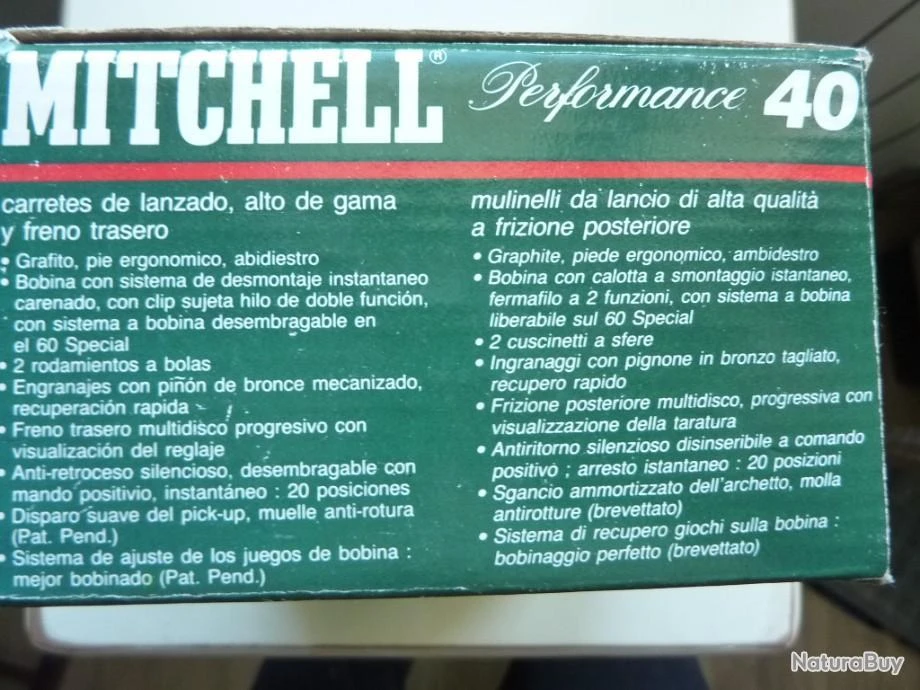 MITCHELL® Performance 40
carretes de lanzado, alto de gama
y freno trasero
• Grafito, pie ergonomico, abidiestro
• Bobina con sistema de desmontaje instantaneo
carenado, con clip sujeta hilo de doble función,
con sistema a bobina desembragable en
el 60 Special
• 2 rodamientos a bolas
• Engranajes con piñón de bronce mecanizado,
recuperación rapida
• Freno trasero multidisco progresivo con
visualización del reglaje
• Anti-retroceso silencioso, desembragable con
mando positivio, instantáneo : 20 posiciones
• Disparo suave del pick-up, muelle anti-rotura
(Pat. Pend.)
• Sistema de ajuste de los juegos de bobina :
mejor bobinado (Pat. Pend.)
mulinelli da lancio di alta qualità
a frizione posteriore
• Graphite, piede ergonomico, ambidestro
• Bobina con calotta a smontaggio istantaneo,
fermafilo a 2 funzioni, con sistema a bobina
liberabile sul 60 Special
• 2 cuscinetti a sfere
• Ingranaggi con pignone in bronzo tagliato,
recupero rapido
• Frizione posteriore multidisco, progressiva con
visualizzazione della taratura
• Antiritorno silenzioso disinseribile a comando
positivo ; arresto istantaneo : 20 posizioni
• Sgancio ammortizzato dell'archetto, molla
antirotture (brevettato)
• Sistema di recupero giochi sulla bobina :
bobinaggio perfetto (brevettato)
NaturaBuy